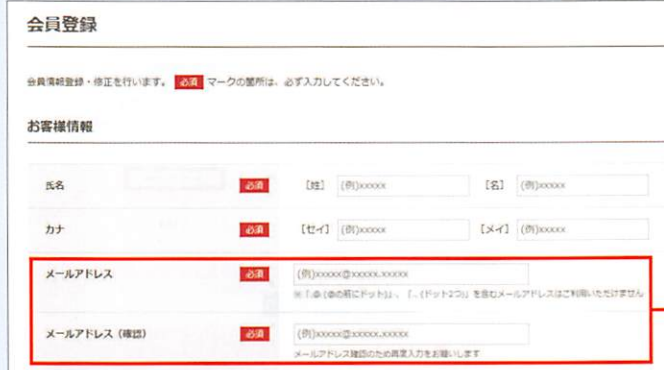 会員登録
会員情報登録・修正を行います。 必須 マークの箇所は、必ず入力してください。
お客様情報
氏名 必須 [姓] (例)xxxxx [名] (例)xxxxx
カナ 必須 [セイ] (例)xxxxx [メイ] (例)xxxxx
メールアドレス 必須 (例)xxxxx@xxxxx.xxxxx
※「.@ (@の前にドット)」、「.. (ドット2つ)」を含むメールアドレスはご利用いただけません
メールアドレス (確認) 必須 (例)xxxxx@xxxxx.xxxxx
メールアドレス確認のため再度入力をお願いします